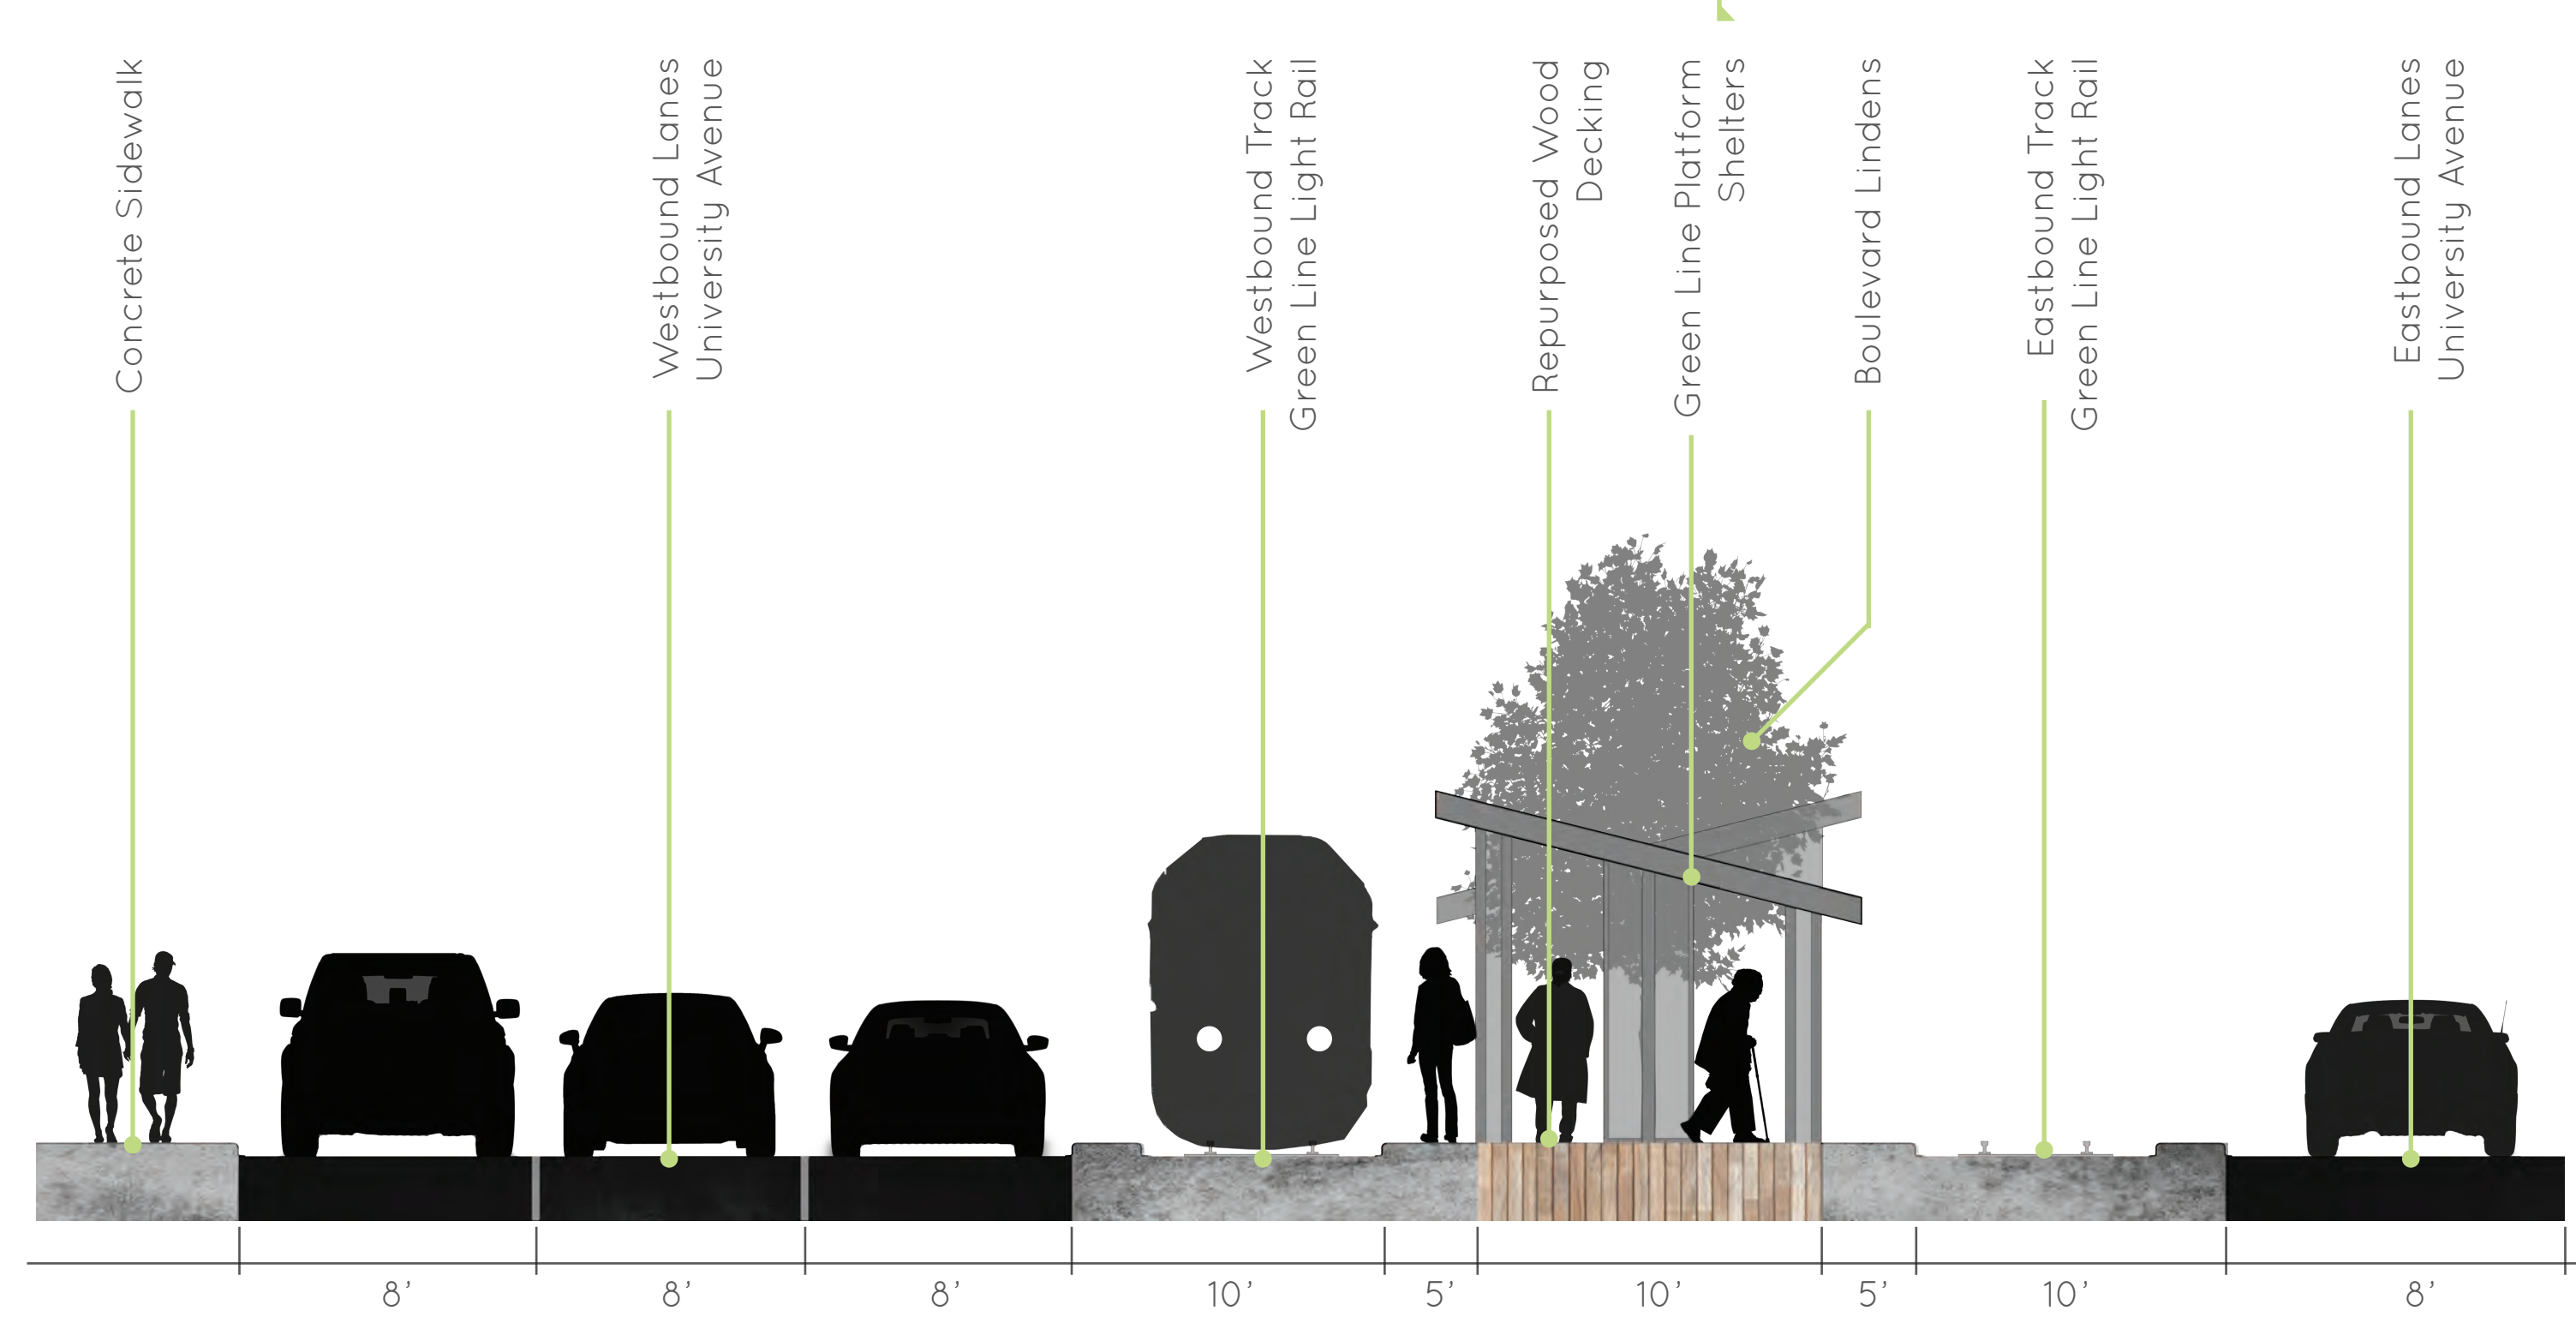 Concrete Sidewalk
Westbound Lanes
University Avenue
Westbound Track
Green Line Light Rail
Repurposed Wood
Decking
Green Line Platform
Shelters
Boulevard Lindens
Eastbound Track
Green Line Light Rail
Eastbound Lanes
University Avenue
8’
8’
8’
10’
5’
10’
5’
10’
8’